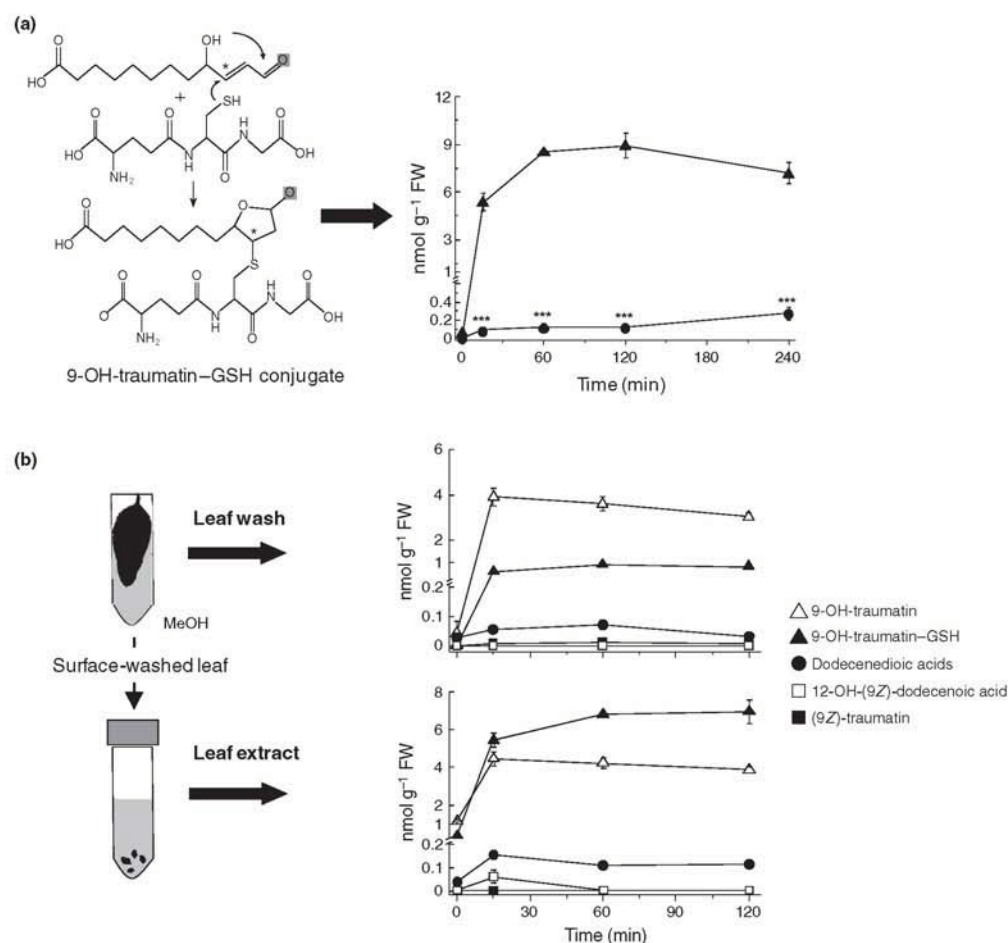 (a)
O
OH
O
HO
*
+
SH
O
O
H
N
O
HO
N
H
O
OH
NH2
O
O
O
HO
*
S
O
O
H
N
O
O
N
H
O
OH
NH2
9-OH-traumatin–GSH conjugate
nmol g–1 FW
12
9
6
3
1
0.4
0.2
0
*** *** *** ***
0 60 120 180 240
Time (min)
(b)
Leaf wash
MeOH
Surface-washed leaf
Leaf extract
nmol g–1 FW
6
4
2
1
0.2
0.1
0
nmol g–1 FW
8
6
4
2
1
0.1
0
0 30 60 90 120
Time (min)
9-OH-traumatin
9-OH-traumatin–GSH
Dodecenedioic acids
12-OH-(9Z)-dodecenoic acid
(9Z)-traumatin